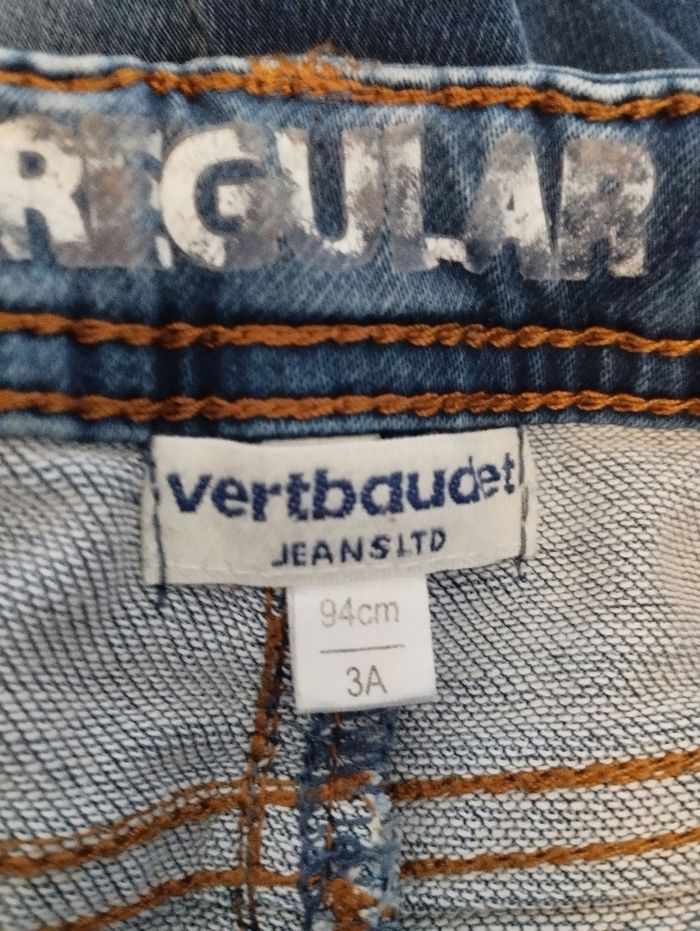 REGULAR
vertbaudet
JEANS LTD
94cm
3A